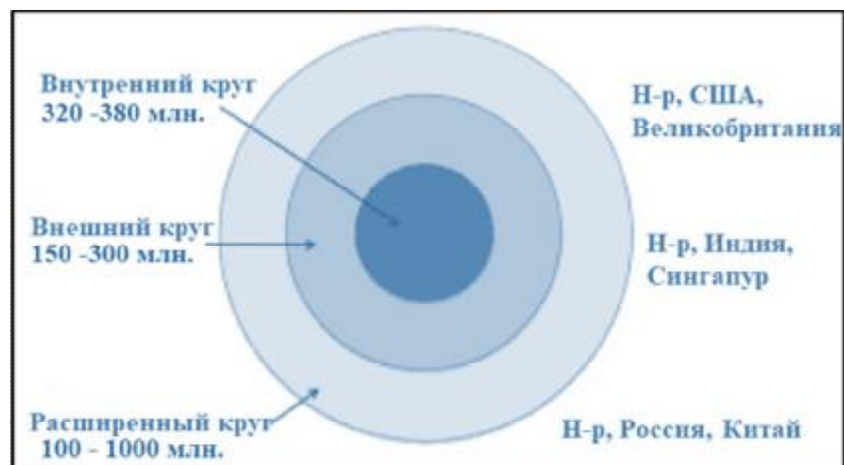 Внутренний круг
320 -380 млн.
Н-р, США,
Великобритания
Внешний круг
150 -300 млн.
Н-р, Индия,
Сингапур
Расширенный круг
100 - 1000 млн.
Н-р, Россия, Китай